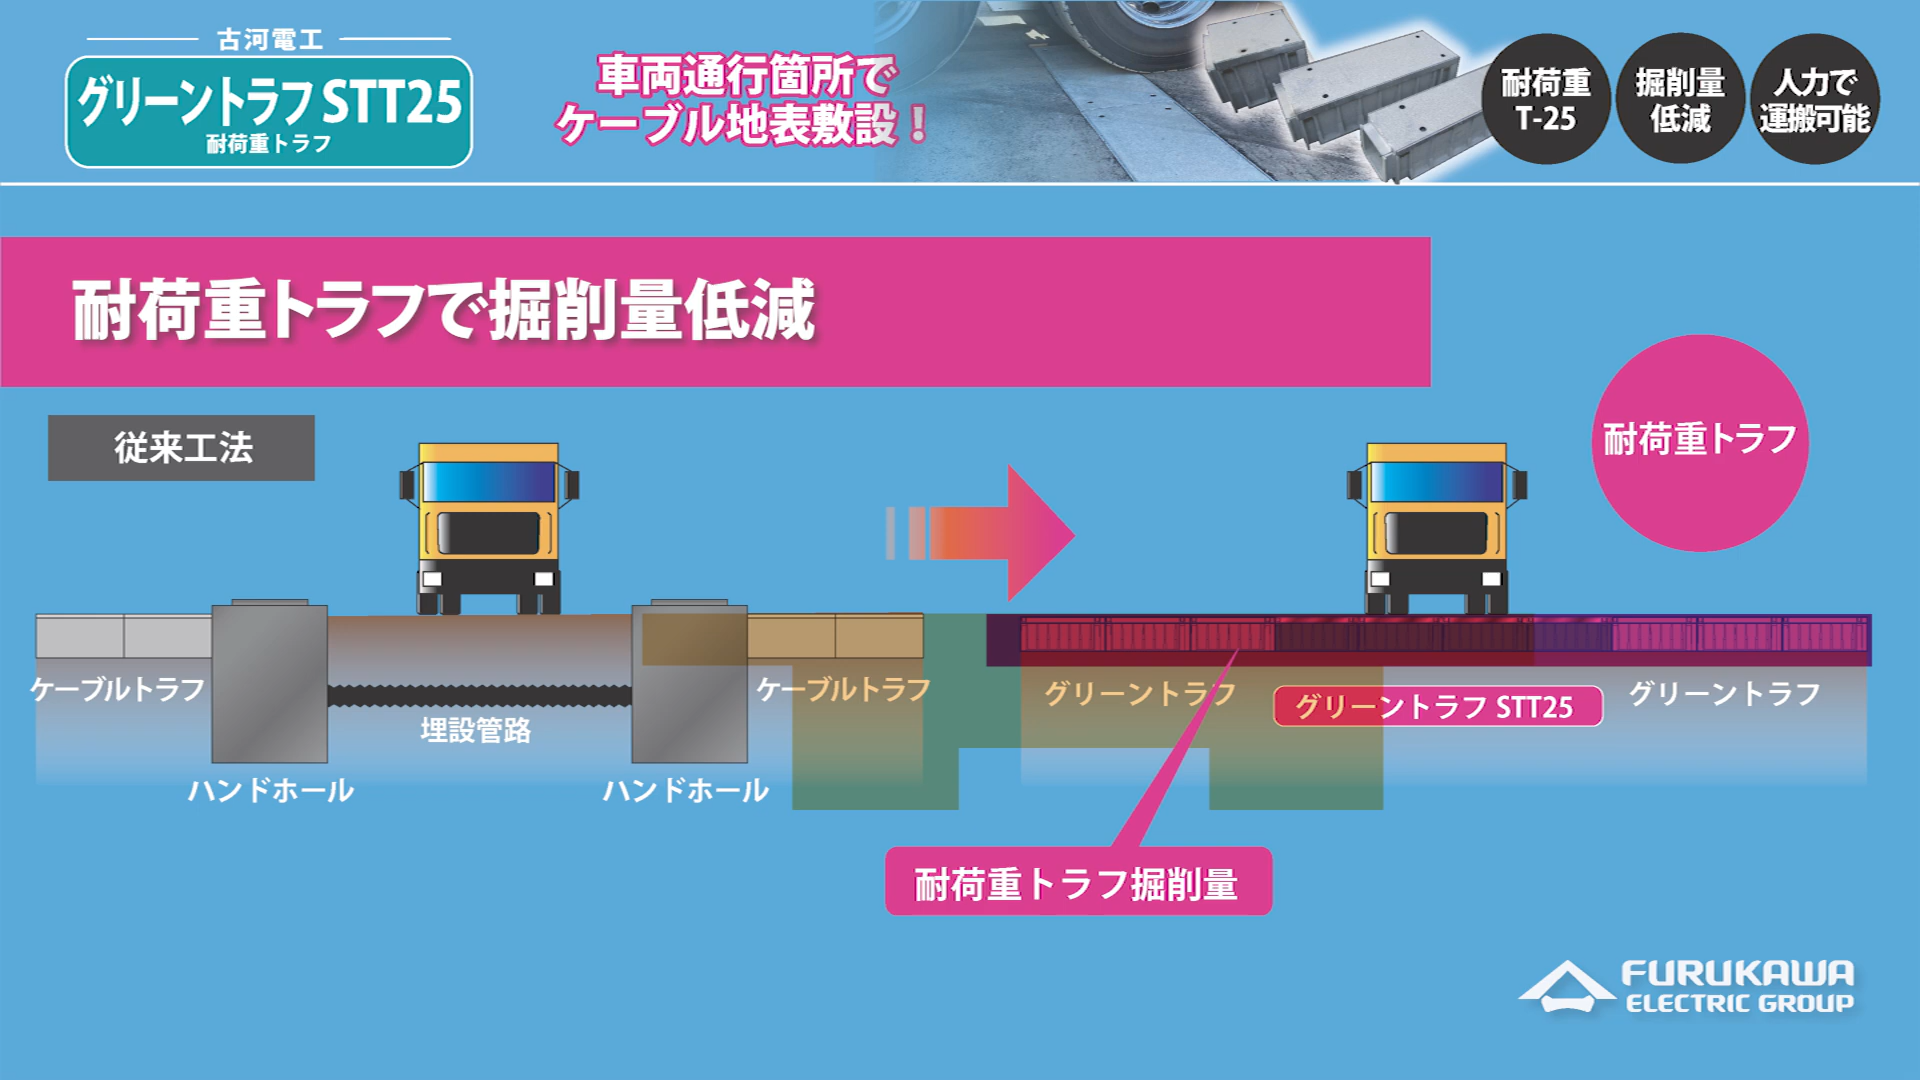 古河電工
グリーントラフ STT25
耐荷重トラフ
車両通行箇所で
ケーブル地表敷設！
耐荷重
T-25
掘削量
低減
人力で
運搬可能
耐荷重トラフで掘削量低減
従来工法
耐荷重トラフ
ケーブルトラフ
埋設管路
ケーブルトラフ
ハンドホール
ハンドホール
グリーントラフ
グリーントラフ STT25
グリーントラフ
耐荷重トラフ掘削量
FURUKAWA
ELECTRIC GROUP